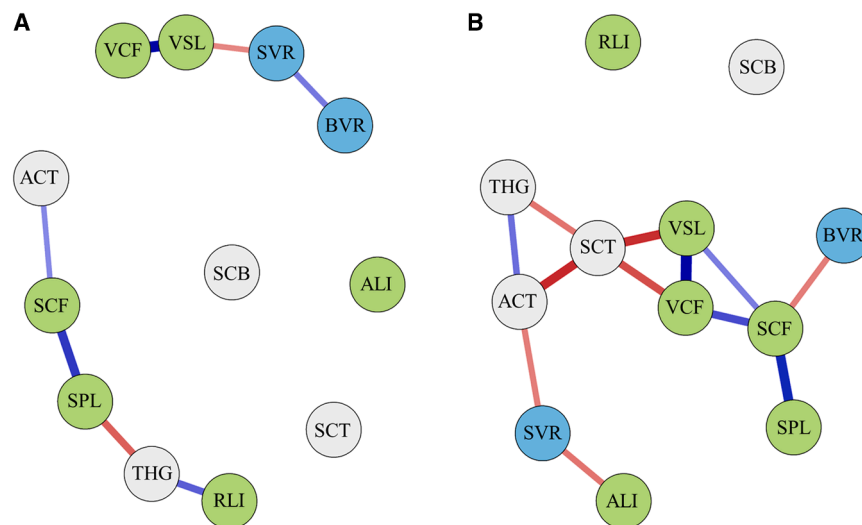 A
VCF
VSL
SVR
BVR
ACT
SCB
ALI
SCF
SPL
SCT
THG
RLI
B
RLI
SCB
THG
VSL
BVR
SCT
ACT
VCF
SCF
SPL
SVR
ALI